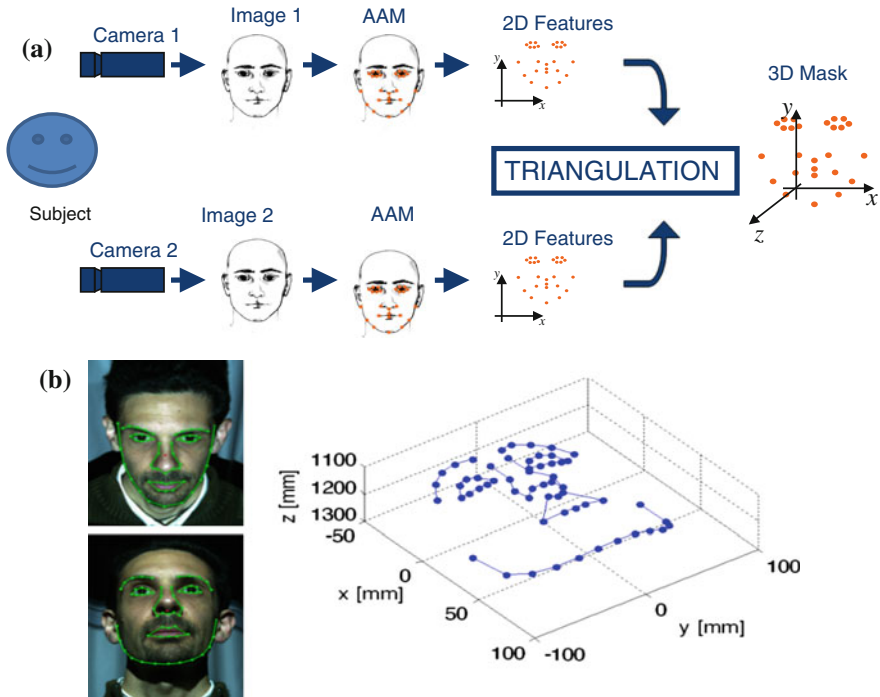 (a)
Camera 1
Image 1
AAM
2D Features
y
x
3D Mask
y
x
z
TRIANGULATION
Subject
Camera 2
Image 2
AAM
2D Features
y
x
(b)
z [mm]
1100
1200
1300
-50
0
50
100
x [mm]
-100
0
100
y [mm]